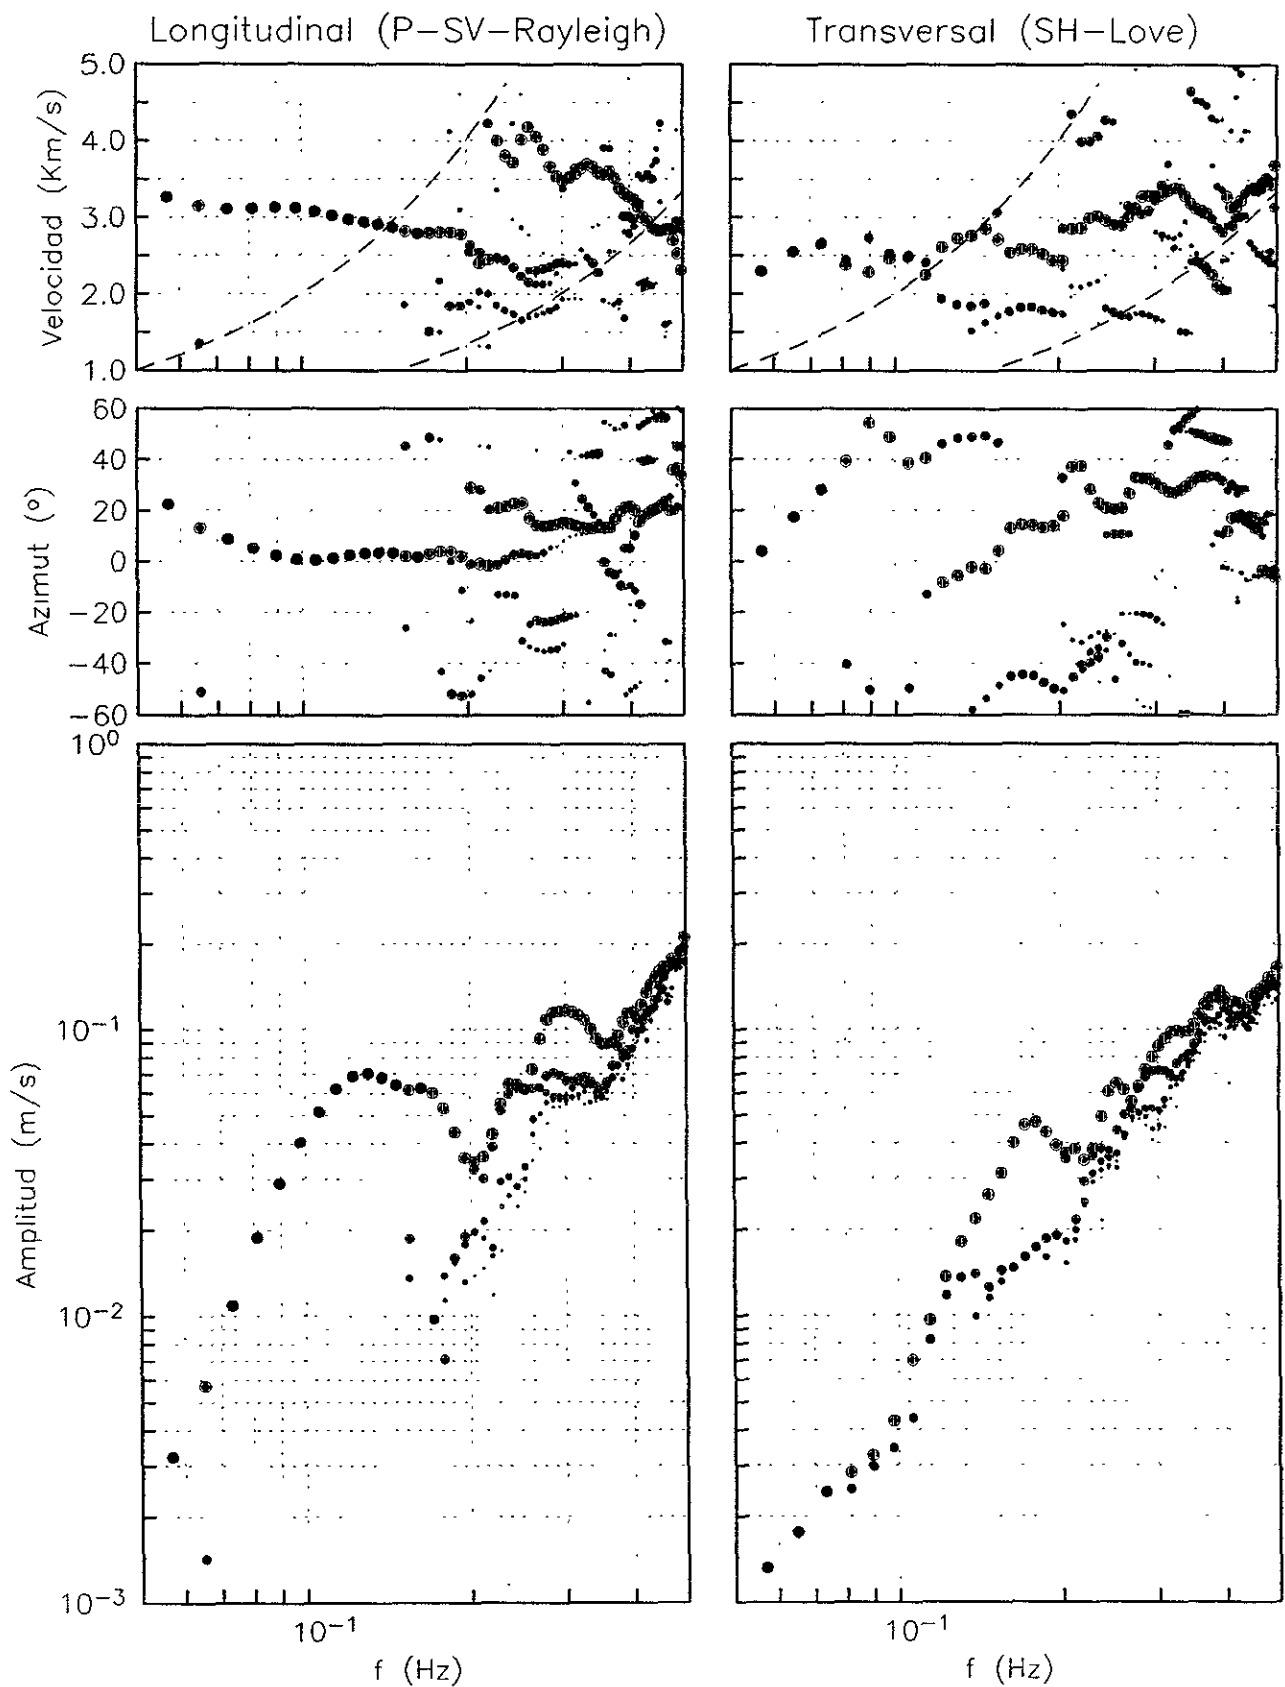 Longitudinal (P-SV-Rayleigh)
Transversal (SH-Love)
Velocidad (Km/s)
5.0
4.0
3.0
2.0
1.0
Azimut (º)
60
40
20
0
-20
-40
-60
Amplitud (m/s)
10⁰
10⁻¹
10⁻²
10⁻³
10⁻¹
10⁻¹
f (Hz)
f (Hz)